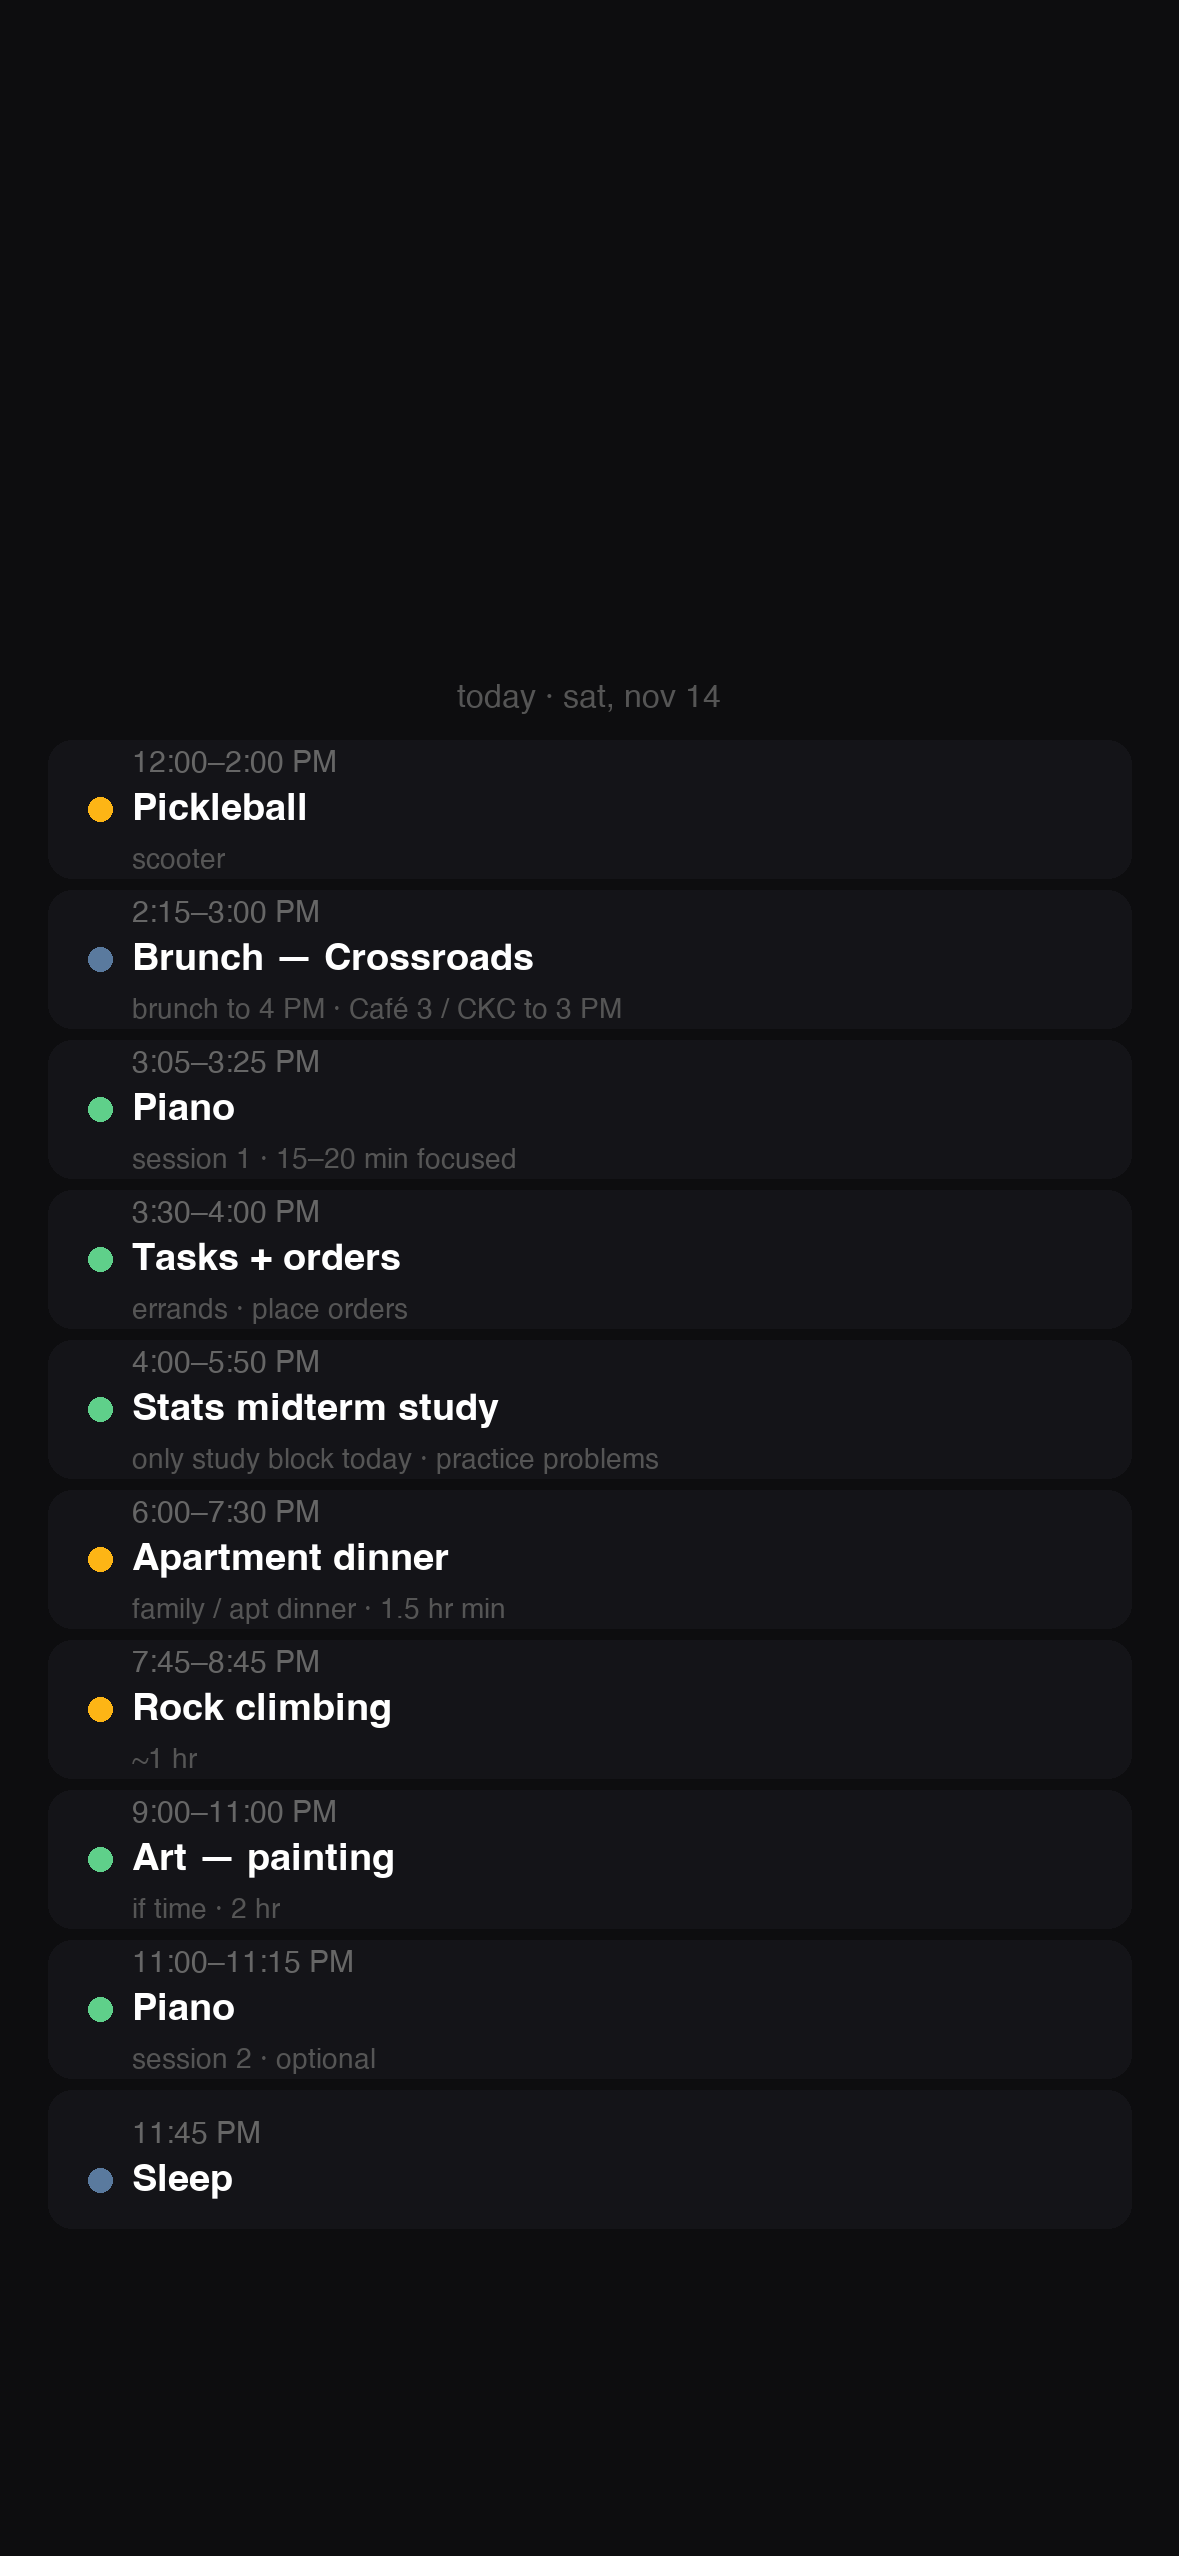 today · sat, nov 14
12:00–2:00 PM
Pickleball
scooter
2:15–3:00 PM
Brunch — Crossroads
brunch to 4 PM · Café 3 / CKC to 3 PM
3:05–3:25 PM
Piano
session 1 · 15–20 min focused
3:30–4:00 PM
Tasks + orders
errands · place orders
4:00–5:50 PM
Stats midterm study
only study block today · practice problems
6:00–7:30 PM
Apartment dinner
family / apt dinner · 1.5 hr min
7:45–8:45 PM
Rock climbing
~1 hr
9:00–11:00 PM
Art — painting
if time · 2 hr
11:00–11:15 PM
Piano
session 2 · optional
11:45 PM
Sleep